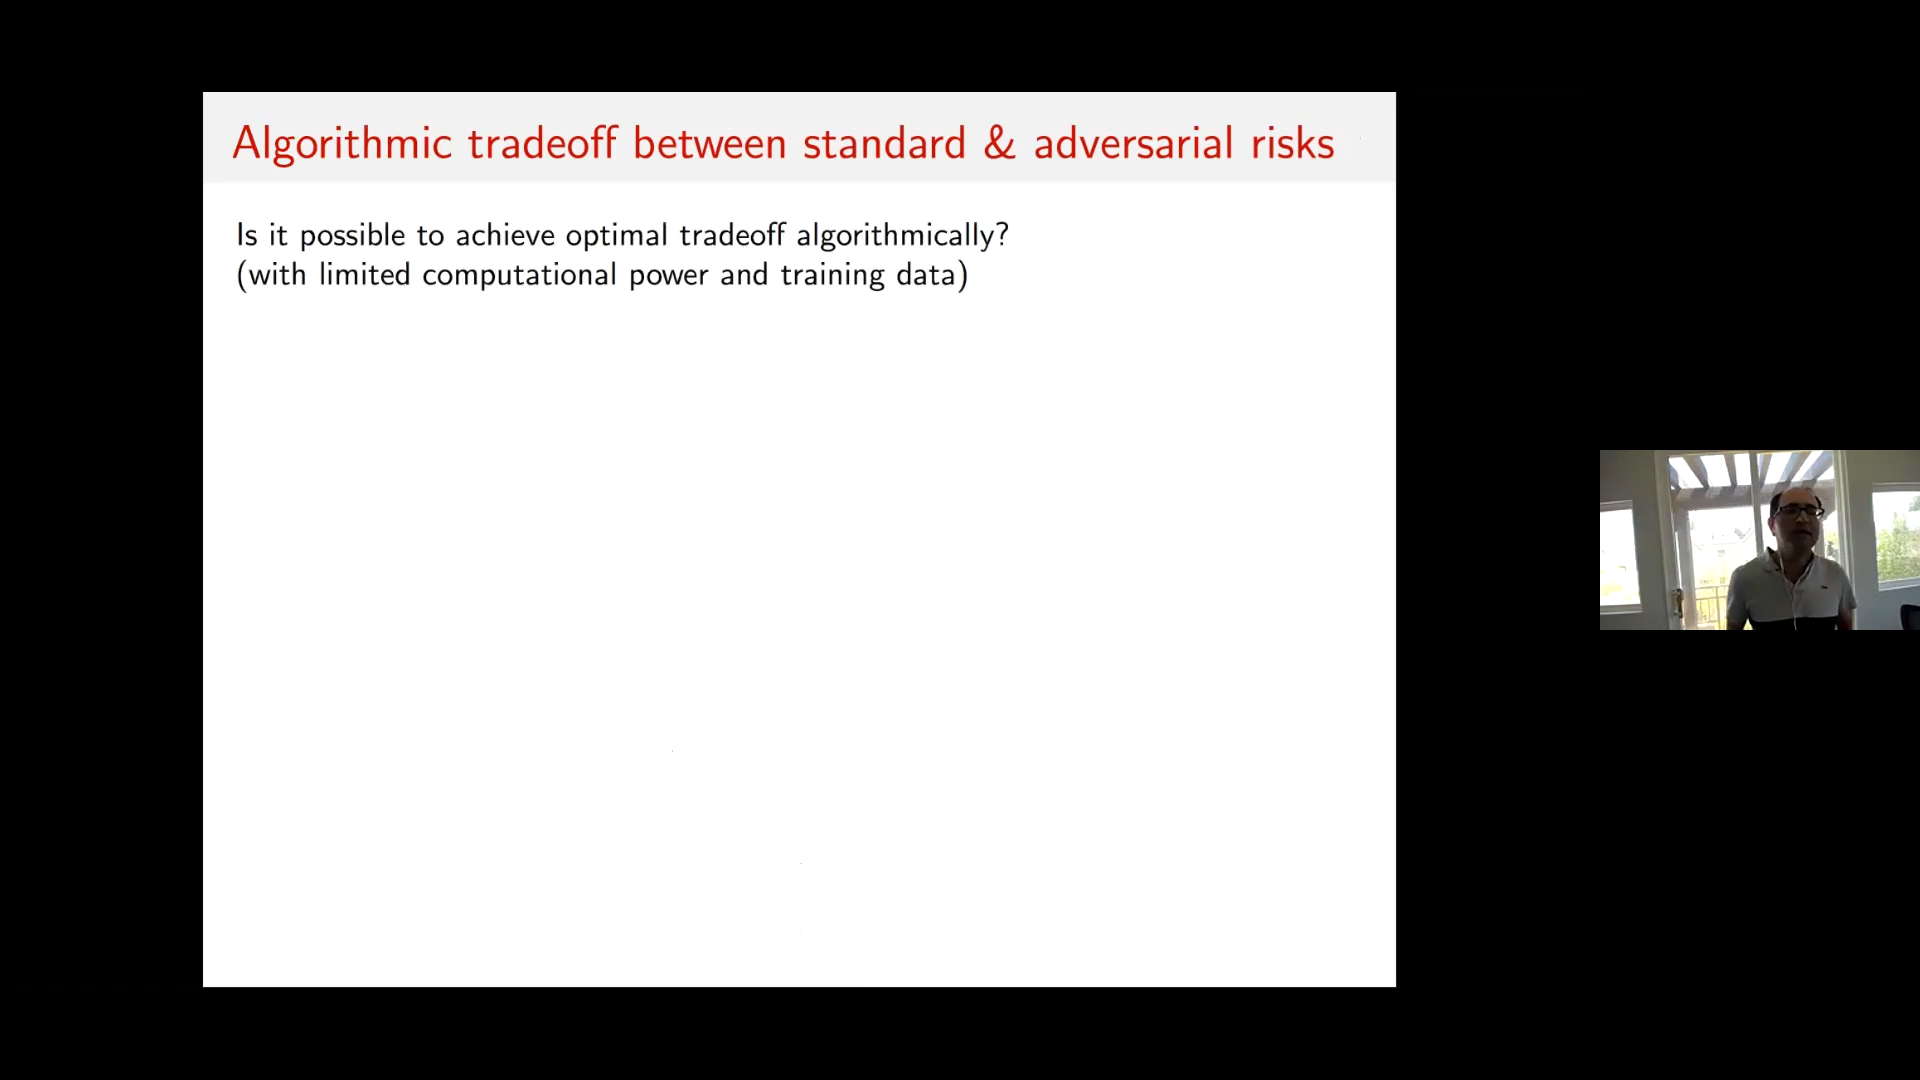 Algorithmic tradeoff between standard & adversarial risks
Is it possible to achieve optimal tradeoff algorithmically?
(with limited computational power and training data)